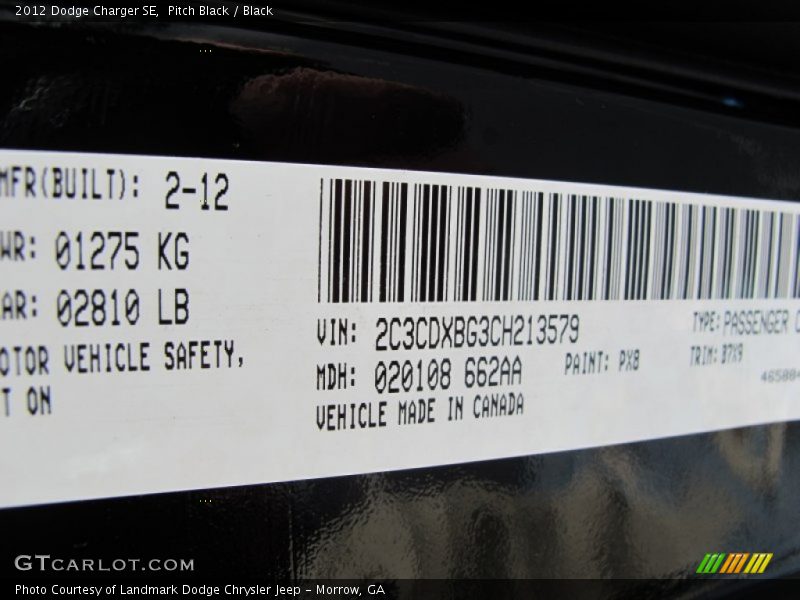 2012 Dodge Charger SE, Pitch Black / Black
MFR(BUILT): 2-12
WR: 01275 KG
AR: 02810 LB
OTOR VEHICLE SAFETY,
T ON
VIN: 2C3CDXBG3CH213579
TYPE: PASSENGER
MDH: 020108 662AA
PAINT: PX8
TRIM: B7X9
VEHICLE MADE IN CANADA
GTCARLOT.COM
Photo Courtesy of Landmark Dodge Chrysler Jeep – Morrow, GA